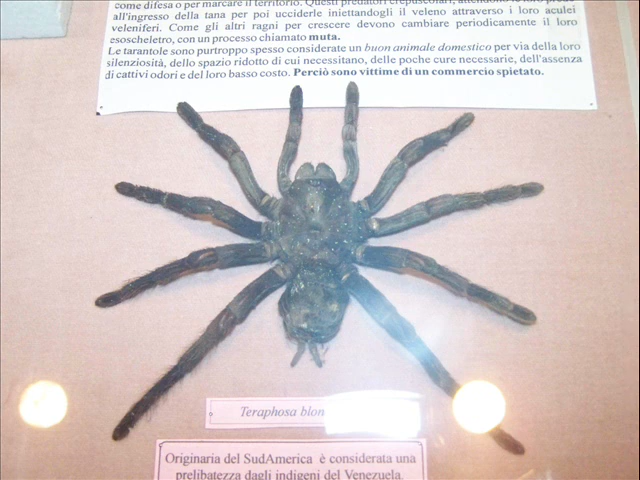 come difesa o per marcare il territorio. Questi predatori crepuscolari, attendono le loro prede
all'ingresso della tana per poi ucciderle iniettandogli il veleno attraverso i loro aculei
veleniferi. Come gli altri ragni per crescere devono cambiare periodicamente il loro
esoscheletro, con un processo chiamato muta.
Le tarantole sono purtroppo spesso considerate un buon animale domestico per via della loro
silenziosità, dello spazio ridotto di cui necessitano, delle poche cure necessarie, dell'assenza
di cattivi odori e del loro basso costo. Perciò sono vittime di un commercio spietato.
Teraphosa blon
Originaria del SudAmerica è considerata una
prelibatezza dagli indigeni del Venezuela.